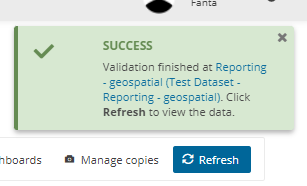 Fanta
SUCCESS
Validation finished at Reporting
- geospatial (Test Dataset -
Reporting - geospatial). Click
Refresh to view the data.
hboards Manage copies Refresh